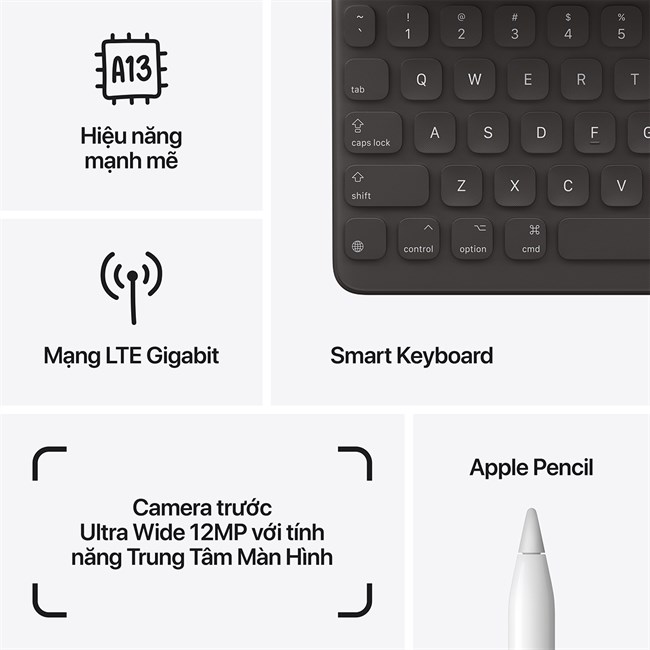 A13
Hiệu năng
mạnh mẽ
~ ! @ # $ %
` 1 2 3 4 5
tab Q W E R T
caps lock A S D F G
shift Z X C V
control option cmd
Mạng LTE Gigabit
Smart Keyboard
Camera trước
Ultra Wide 12MP với tính
năng Trung Tâm Màn Hình
Apple Pencil